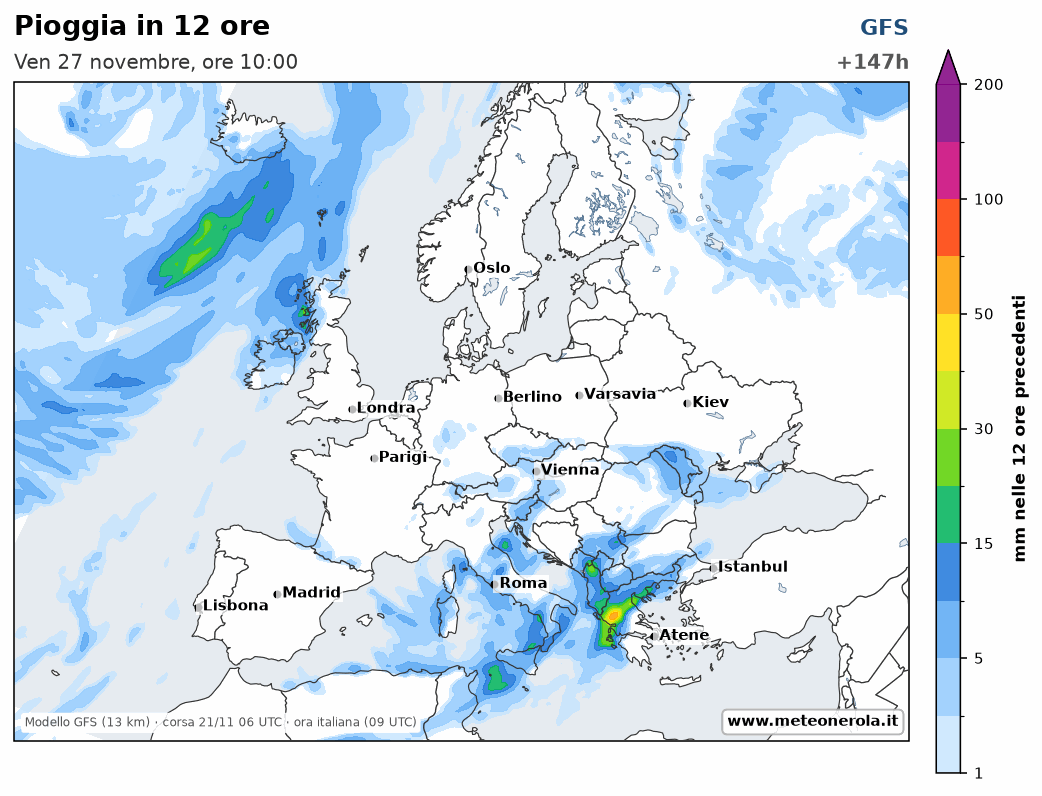 Pioggia in 12 ore
GFS
Ven 27 novembre, ore 10:00
+147h
200
100
50
30
15
5
1
mm nelle 12 ore precedenti
Oslo
Berlino
Varsavia
Kiev
Londra
Parigi
Vienna
Istanbul
Roma
Madrid
Lisbona
Atene
Modello GFS (13 km) · corsa 21/11 06 UTC · ora italiana (09 UTC)
www.meteonerola.it